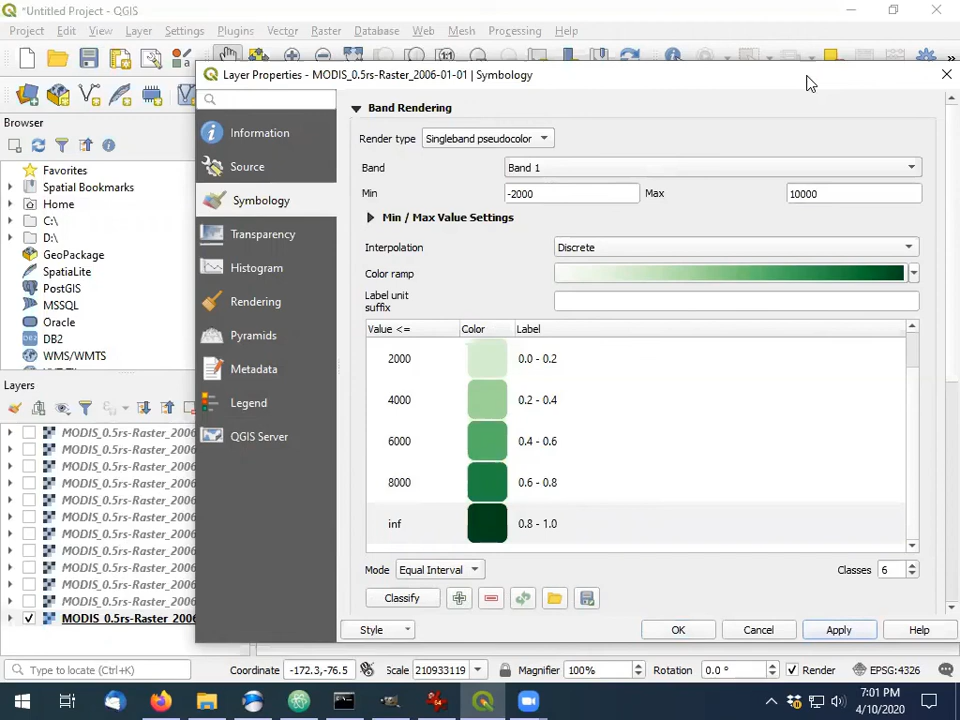 *Untitled Project - QGIS
Project Edit View Layer Settings Plugins Vector Raster Database Web Mesh Processing Help
Layer Properties - MODIS_0.5rs-Raster_2006-01-01 | Symbology
Browser
Favorites
Spatial Bookmarks
Home
C:\
D:\
GeoPackage
SpatiaLite
PostGIS
MSSQL
Oracle
DB2
WMS/WMTS
Layers
MODIS_0.5rs-Raster_2006
MODIS_0.5rs-Raster_2006
MODIS_0.5rs-Raster_2006
MODIS_0.5rs-Raster_2006
MODIS_0.5rs-Raster_2006
MODIS_0.5rs-Raster_2006
MODIS_0.5rs-Raster_2006
MODIS_0.5rs-Raster_2006
MODIS_0.5rs-Raster_2006
MODIS_0.5rs-Raster_2006
MODIS_0.5rs-Raster_2006
MODIS_0.5rs-Raster_2006
Information
Source
Symbology
Transparency
Histogram
Rendering
Pyramids
Metadata
Legend
QGIS Server
Band Rendering
Render type Singleband pseudocolor
Band Band 1
Min -2000 Max 10000
Min / Max Value Settings
Interpolation Discrete
Color ramp
Label unit
suffix
Value <= Color Label
2000 0.0 - 0.2
4000 0.2 - 0.4
6000 0.4 - 0.6
8000 0.6 - 0.8
inf 0.8 - 1.0
Mode Equal Interval Classes 6
Classify
Style OK Cancel Apply Help
Type to locate (Ctrl+K) Coordinate -172.3,-76.5 Scale 210933119 Magnifier 100% Rotation 0.0 ° Render EPSG:4326
7:01 PM
4/10/2020